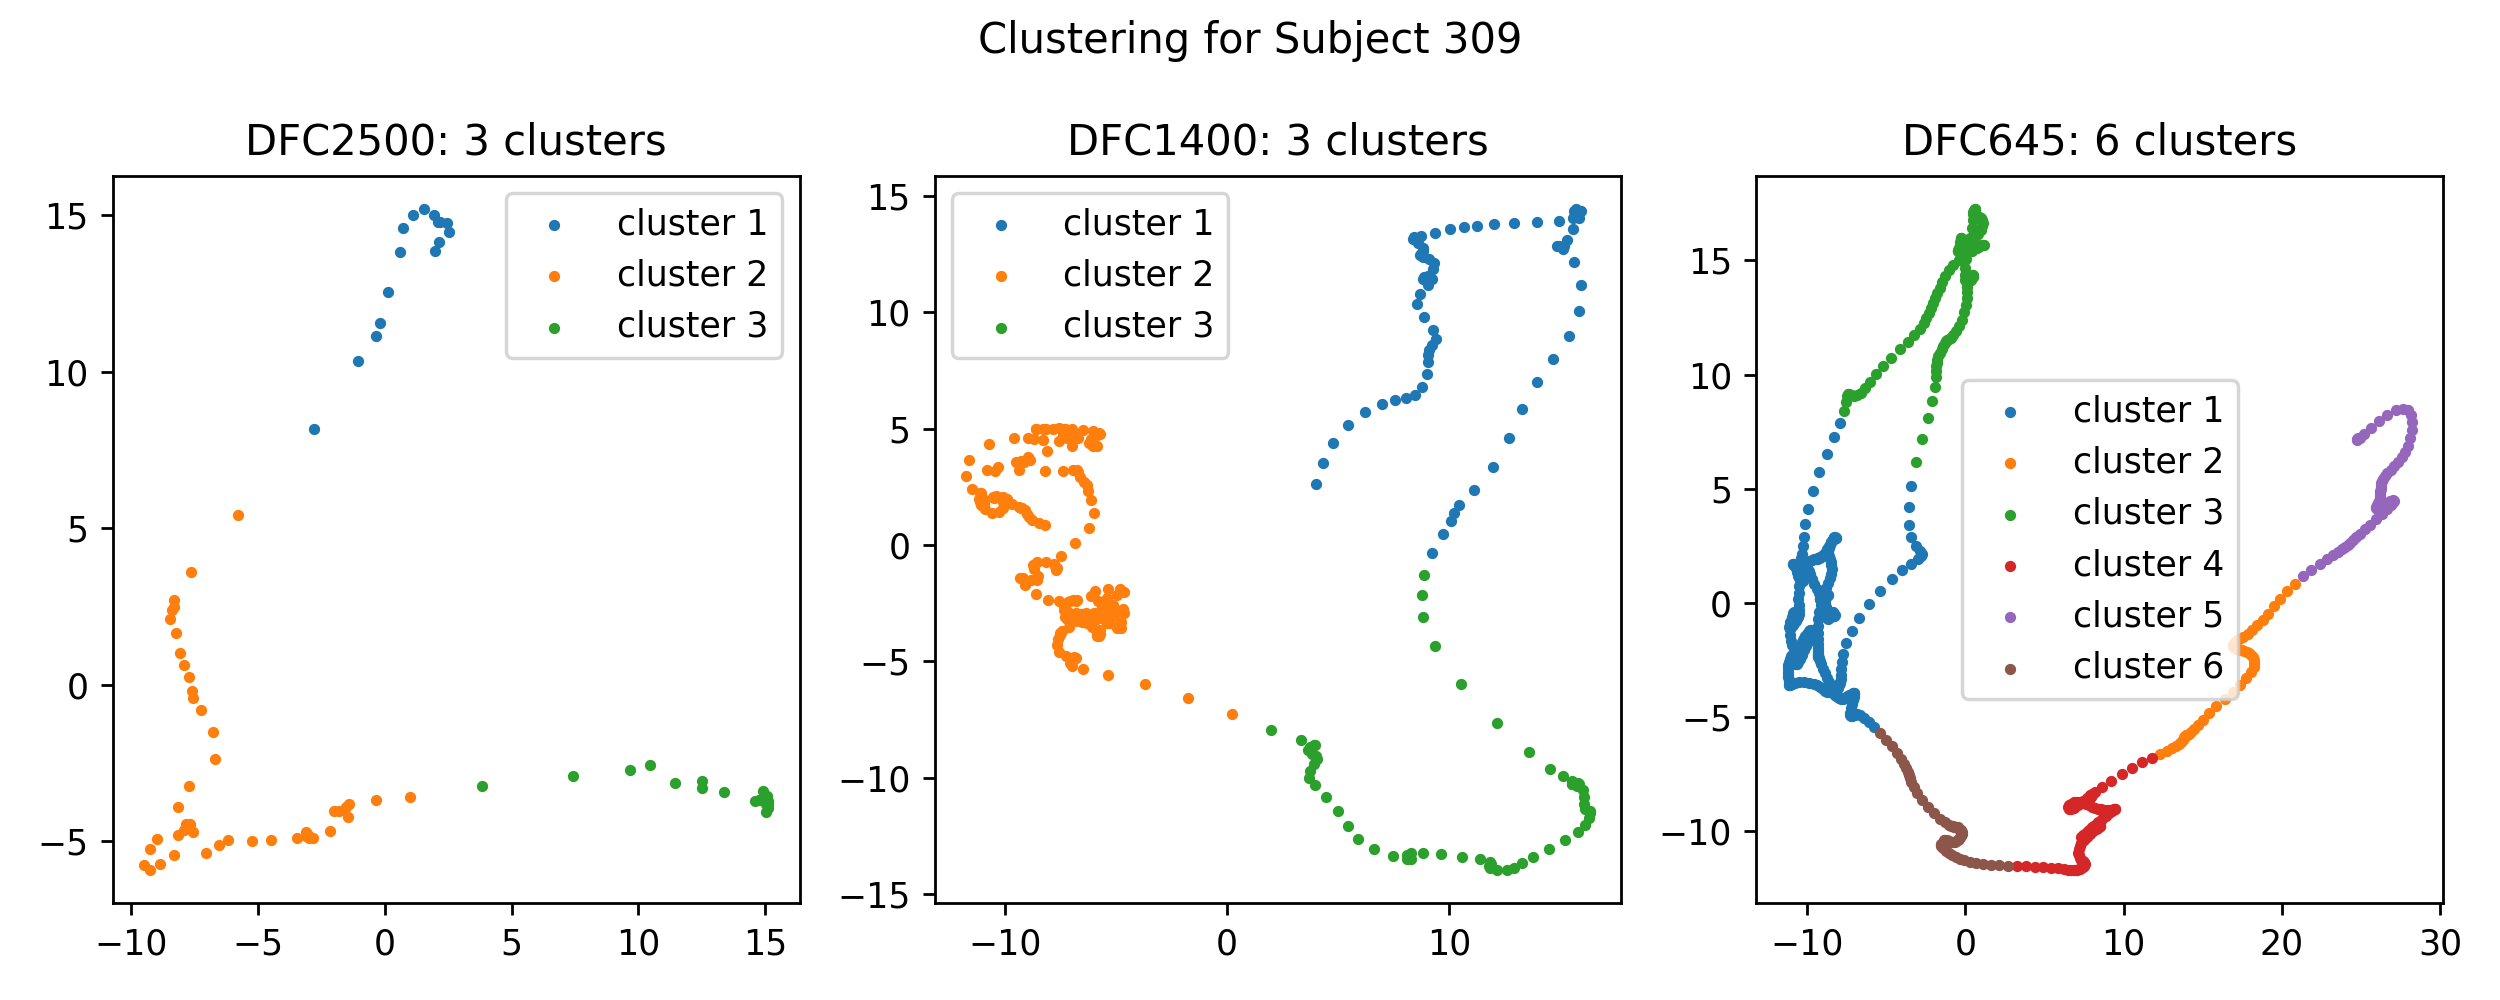 Clustering for Subject 309
DFC2500: 3 clusters
15
10
5
0
−5
−10
−5
0
5
10
15
cluster 1
cluster 2
cluster 3
DFC1400: 3 clusters
15
10
5
0
−5
−10
−15
−10
0
10
cluster 1
cluster 2
cluster 3
DFC645: 6 clusters
15
10
5
0
−5
−10
−10
0
10
20
30
cluster 1
cluster 2
cluster 3
cluster 4
cluster 5
cluster 6